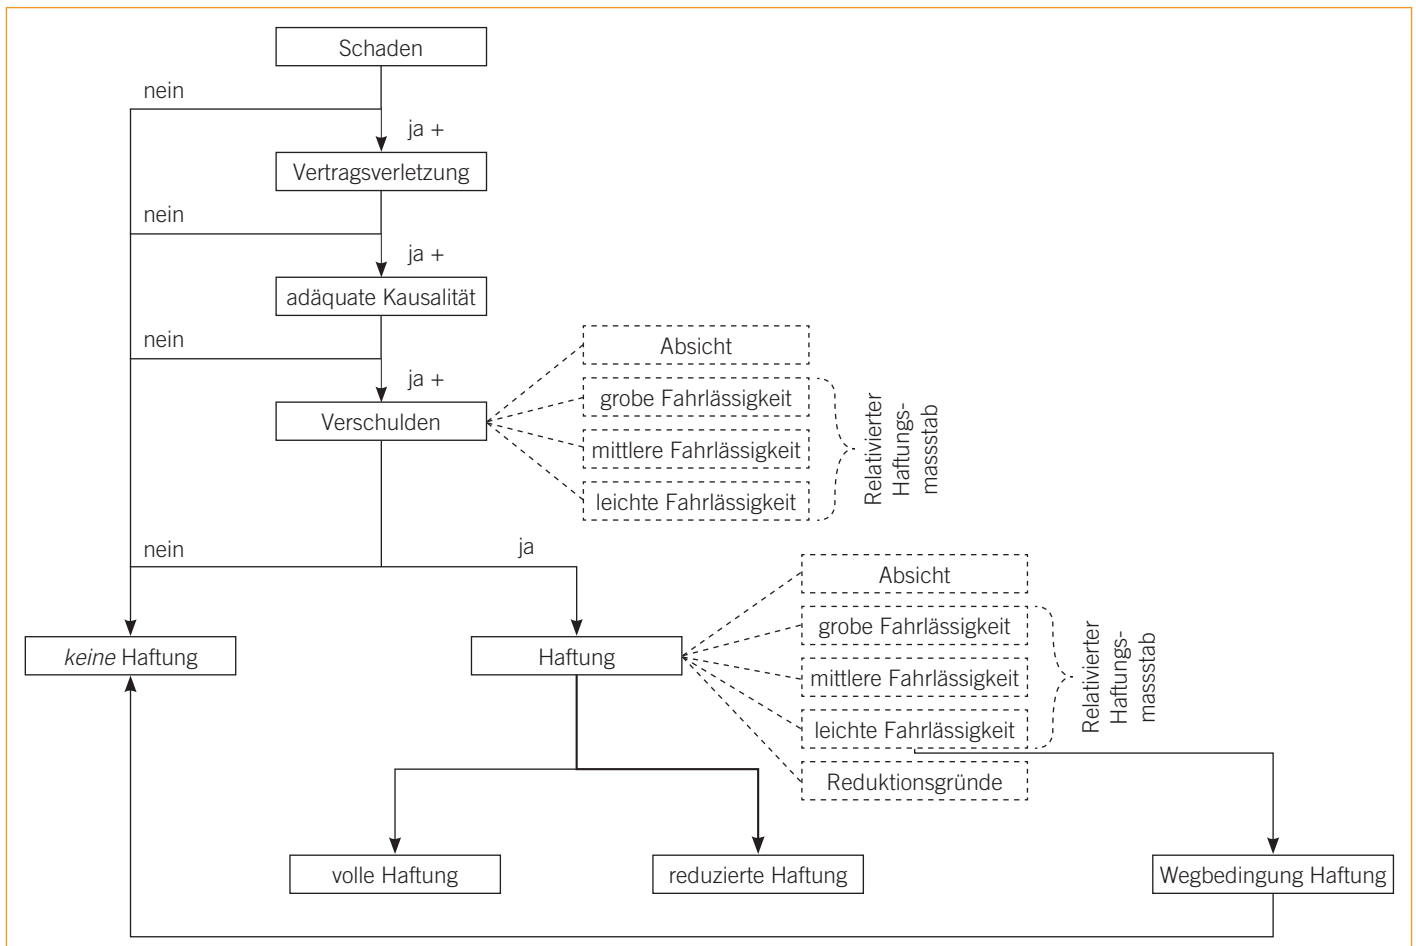 Schaden
nein
ja +
Vertragsverletzung
nein
ja +
adäquate Kausalität
nein
ja +
Verschulden
Absicht
grobe Fahrlässigkeit
mittlere Fahrlässigkeit
leichte Fahrlässigkeit
Relativierter
Haftungs-
massstab
nein
ja
keine Haftung
Haftung
Absicht
grobe Fahrlässigkeit
mittlere Fahrlässigkeit
leichte Fahrlässigkeit
Reduktionsgründe
Relativierter
Haftungs-
massstab
volle Haftung
reduzierte Haftung
Wegbedingung Haftung